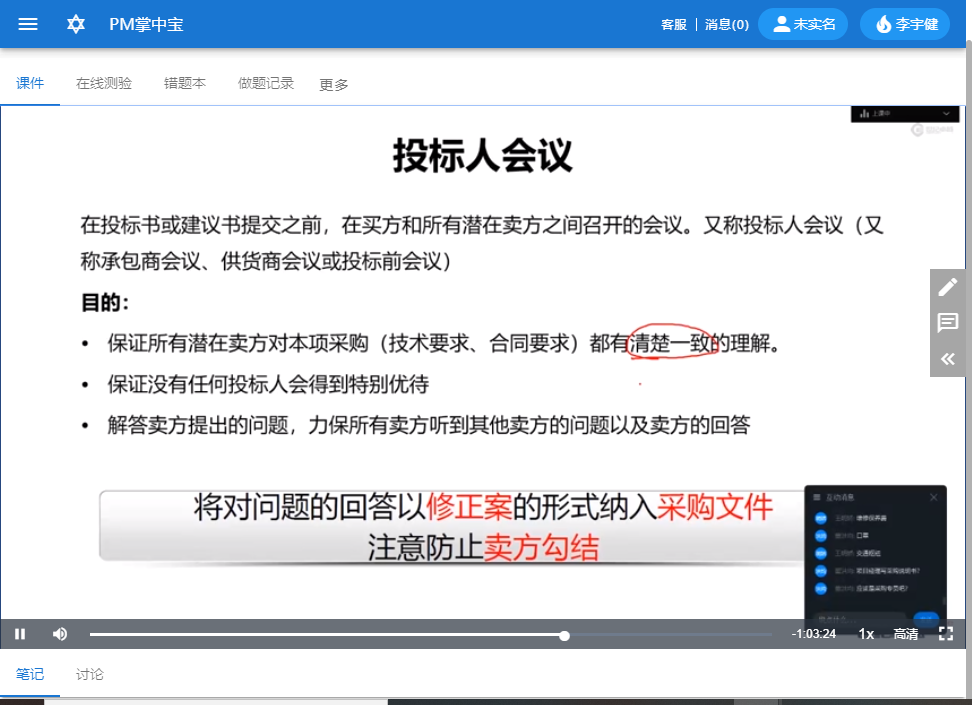 PM掌中宝
客服
消息(0)
未实名
李宇健
课件
在线测验
错题本
做题记录
更多
上课中
投标人会议
在投标书或建议书提交之前，在买方和所有潜在卖方之间召开的会议。又称投标人会议（又
称承包商会议、供货商会议或投标前会议）
目的：
• 保证所有潜在卖方对本项采购（技术要求、合同要求）都有清楚一致的理解。
• 保证没有任何投标人会得到特别优待
• 解答卖方提出的问题，力保所有卖方听到其他卖方的问题以及卖方的回答
将对问题的回答以修正案的形式纳入采购文件
注意防止卖方勾结
互动消息
口罩
交通枢纽
-1:03:24
1x
高清
笔记
讨论